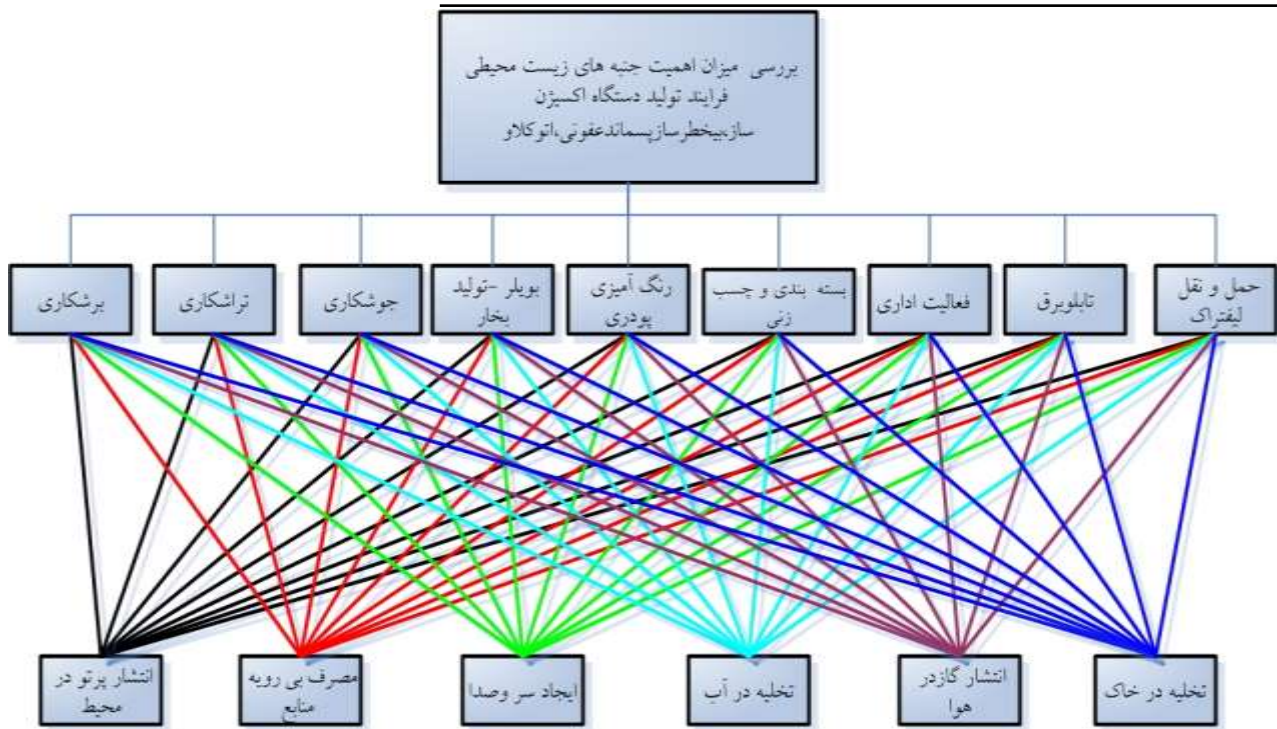 بررسی میزان اهمیت جنبه های زیست محیطی
فرایند تولید دستگاه اکسیژن
ساز،بیخطرسازپسماندعفونی،اتوکلاو
حمل و نقل
لیفتراک
تابلوبرق
فعالیت اداری
بسته بندی و چسب
زنی
رنگ آمیزی
پودری
بویلر -تولید
بخار
جوشکاری
تراشکاری
برشکاری
تخلیه در خاک
انتشار گازدر
هوا
تخلیه در آب
ایجاد سر وصدا
مصرف بی رویه
منابع
انتشار پرتو در
محیط